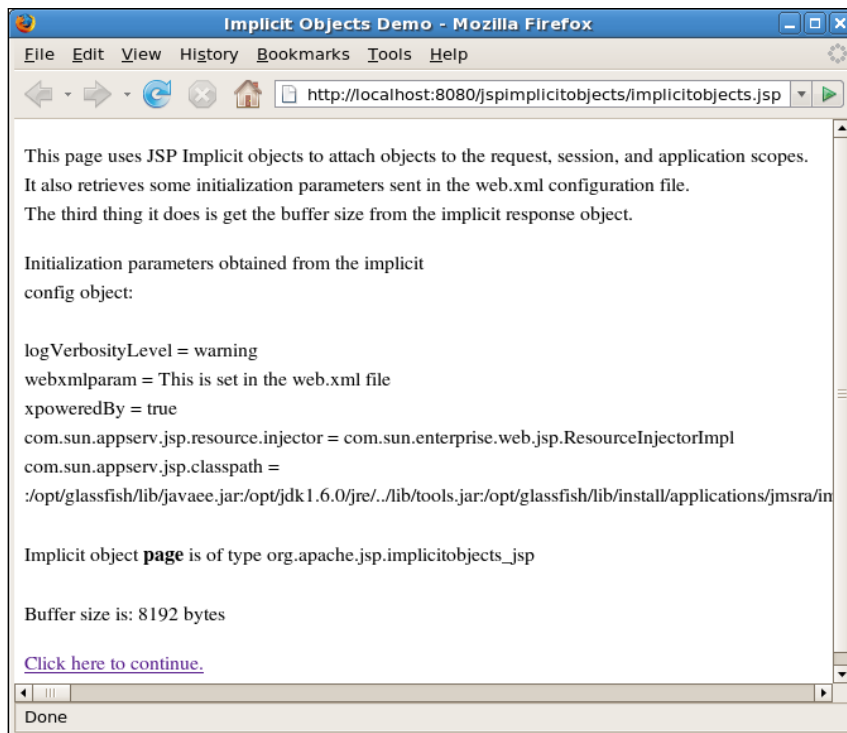 Implicit Objects Demo - Mozilla Firefox
File Edit View History Bookmarks Tools Help
http://localhost:8080/jspimplicitobjects/implicitobjects.jsp
This page uses JSP Implicit objects to attach objects to the request, session, and application scopes.
It also retrieves some initialization parameters sent in the web.xml configuration file.
The third thing it does is get the buffer size from the implicit response object.
Initialization parameters obtained from the implicit
config object:
logVerbosityLevel = warning
webxmlparam = This is set in the web.xml file
xpoweredBy = true
com.sun.appserv.jsp.resource.injector = com.sun.enterprise.web.jsp.ResourceInjectorImpl
com.sun.appserv.jsp.classpath =
:/opt/glassfish/lib/javaee.jar:/opt/jdk1.6.0/jre/../lib/tools.jar:/opt/glassfish/lib/install/applications/jmsra/im
Implicit object page is of type org.apache.jsp.implicitobjects_jsp
Buffer size is: 8192 bytes
Click here to continue.
Done